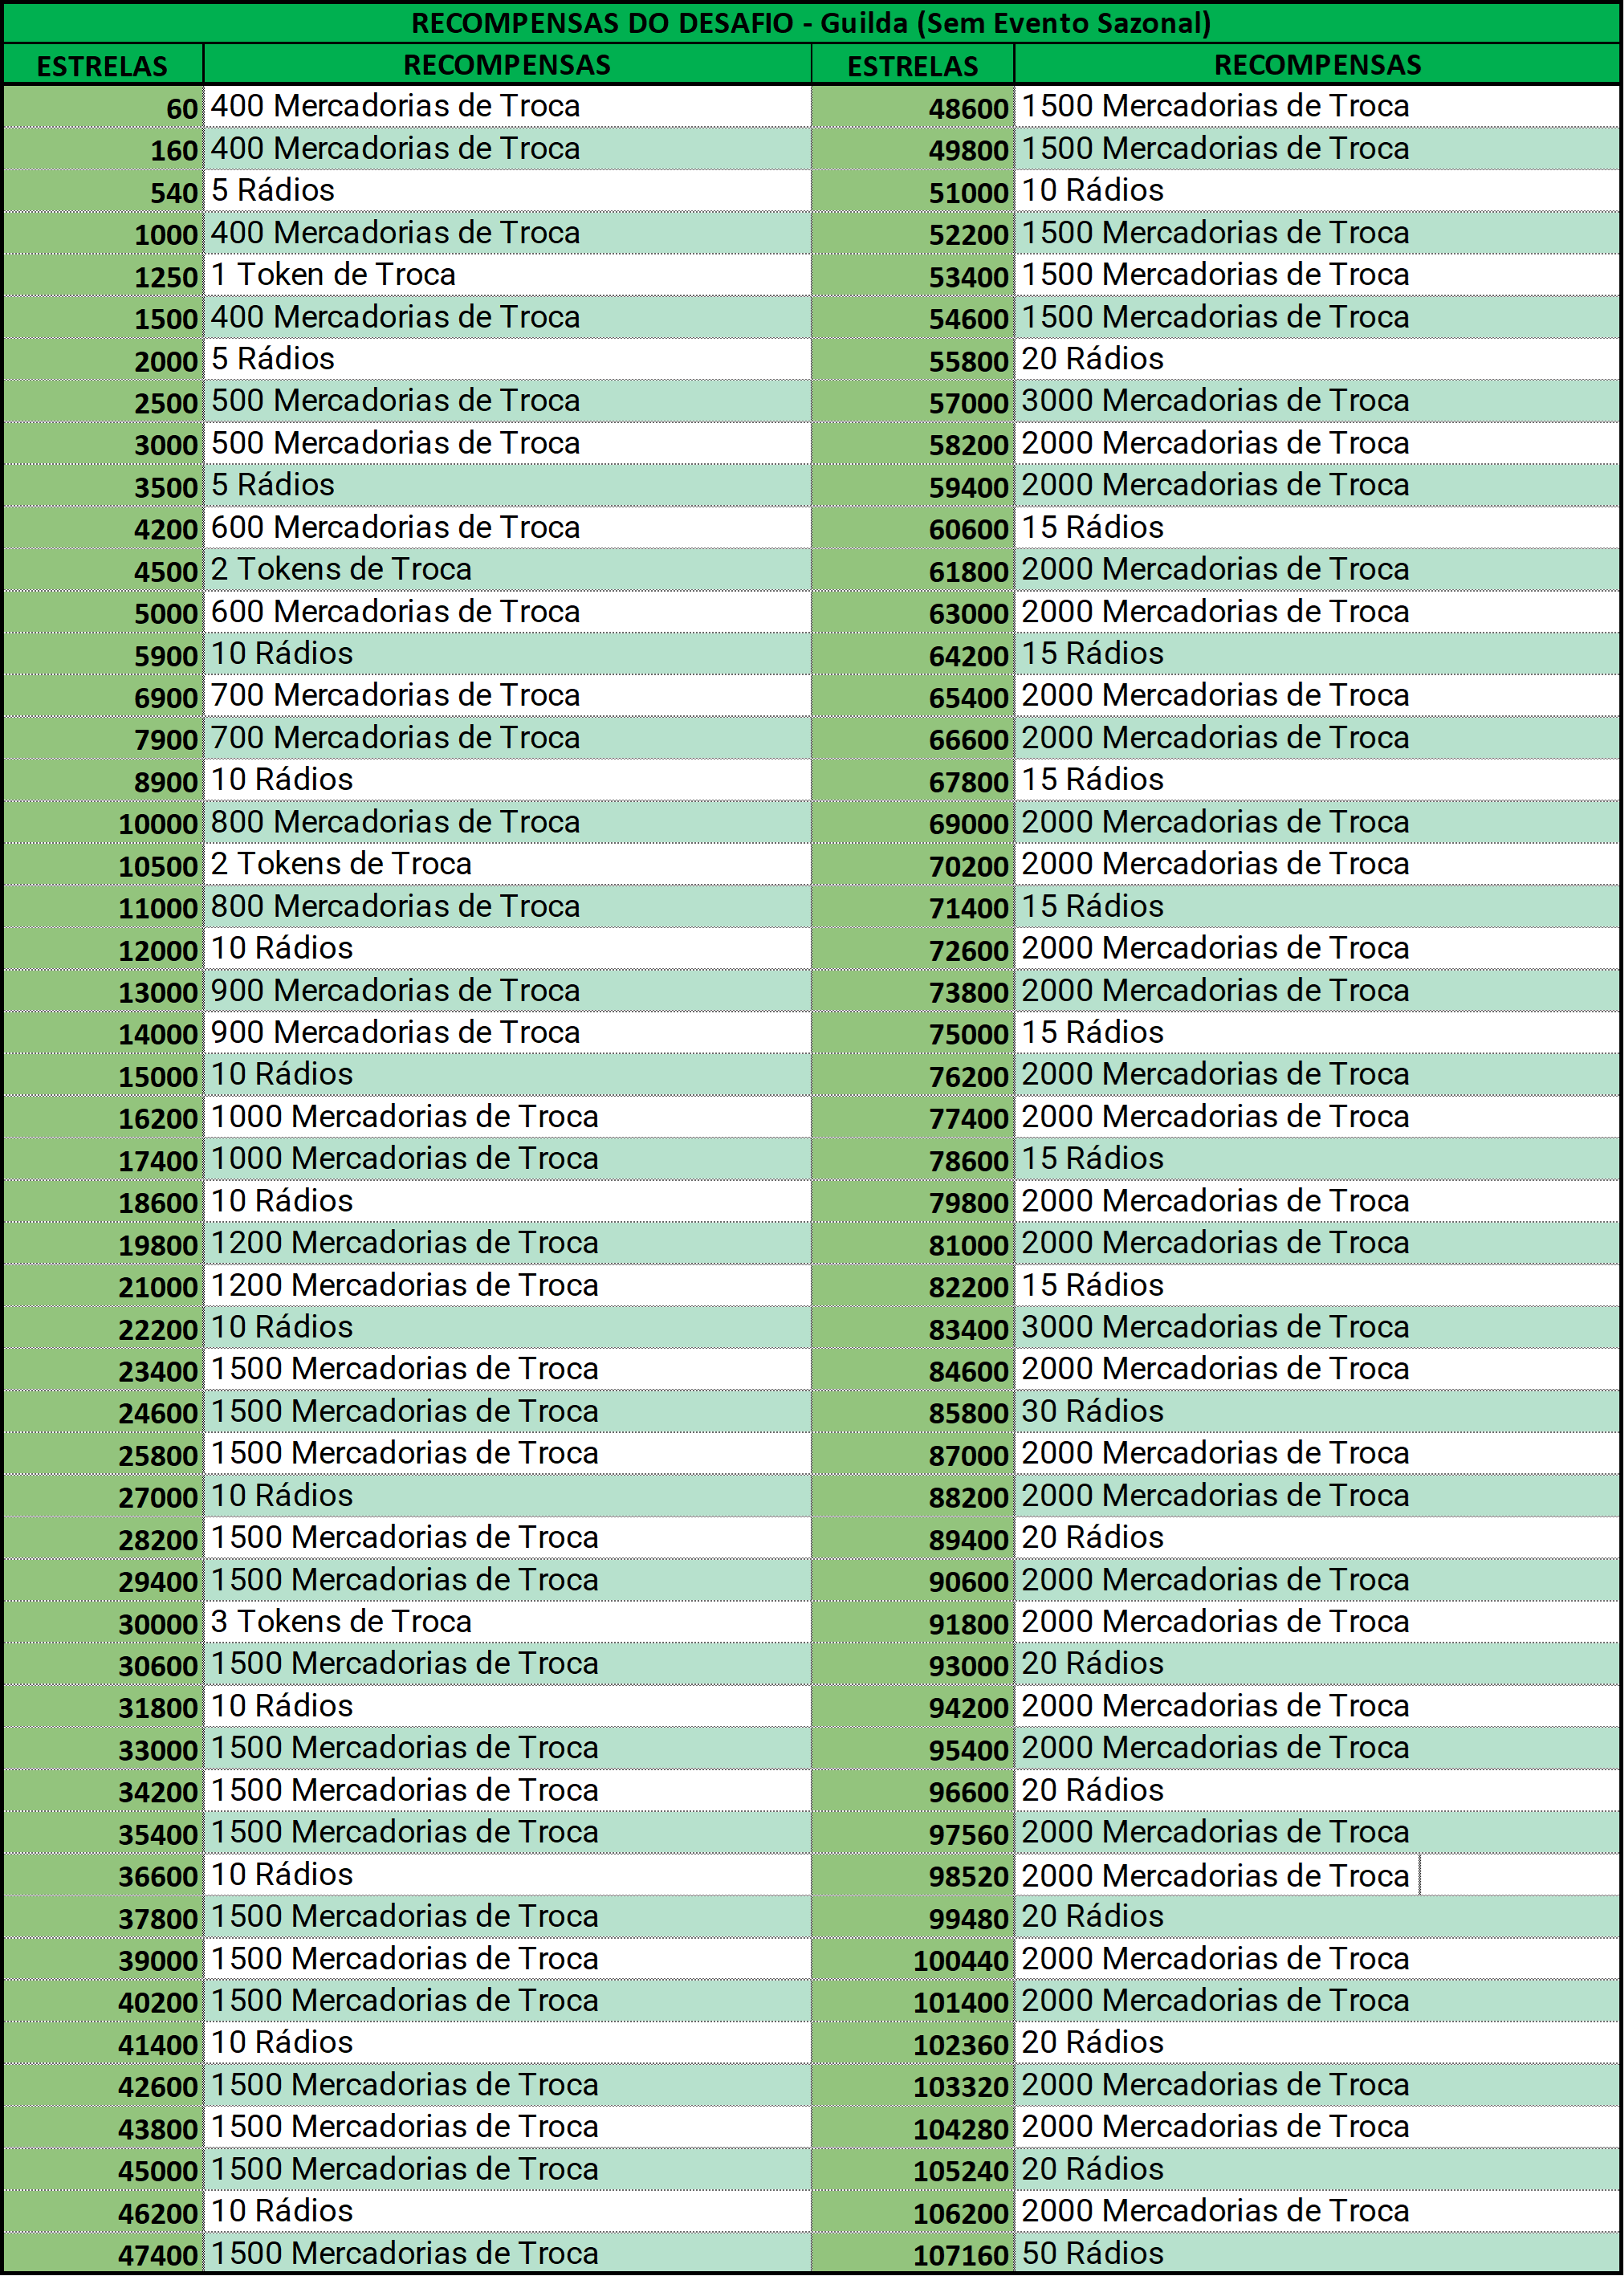 RECOMPENSAS DO DESAFIO - Guilda (Sem Evento Sazonal)
ESTRELAS RECOMPENSAS ESTRELAS RECOMPENSAS
60 400 Mercadorias de Troca 48600 1500 Mercadorias de Troca
160 400 Mercadorias de Troca 49800 1500 Mercadorias de Troca
540 5 Rádios 51000 10 Rádios
1000 400 Mercadorias de Troca 52200 1500 Mercadorias de Troca
1250 1 Token de Troca 53400 1500 Mercadorias de Troca
1500 400 Mercadorias de Troca 54600 1500 Mercadorias de Troca
2000 5 Rádios 55800 20 Rádios
2500 500 Mercadorias de Troca 57000 3000 Mercadorias de Troca
3000 500 Mercadorias de Troca 58200 2000 Mercadorias de Troca
3500 5 Rádios 59400 2000 Mercadorias de Troca
4200 600 Mercadorias de Troca 60600 15 Rádios
4500 2 Tokens de Troca 61800 2000 Mercadorias de Troca
5000 600 Mercadorias de Troca 63000 2000 Mercadorias de Troca
5900 10 Rádios 64200 15 Rádios
6900 700 Mercadorias de Troca 65400 2000 Mercadorias de Troca
7900 700 Mercadorias de Troca 66600 2000 Mercadorias de Troca
8900 10 Rádios 67800 15 Rádios
10000 800 Mercadorias de Troca 69000 2000 Mercadorias de Troca
10500 2 Tokens de Troca 70200 2000 Mercadorias de Troca
11000 800 Mercadorias de Troca 71400 15 Rádios
12000 10 Rádios 72600 2000 Mercadorias de Troca
13000 900 Mercadorias de Troca 73800 2000 Mercadorias de Troca
14000 900 Mercadorias de Troca 75000 15 Rádios
15000 10 Rádios 76200 2000 Mercadorias de Troca
16200 1000 Mercadorias de Troca 77400 2000 Mercadorias de Troca
17400 1000 Mercadorias de Troca 78600 15 Rádios
18600 10 Rádios 79800 2000 Mercadorias de Troca
19800 1200 Mercadorias de Troca 81000 2000 Mercadorias de Troca
21000 1200 Mercadorias de Troca 82200 15 Rádios
22200 10 Rádios 83400 3000 Mercadorias de Troca
23400 1500 Mercadorias de Troca 84600 2000 Mercadorias de Troca
24600 1500 Mercadorias de Troca 85800 30 Rádios
25800 1500 Mercadorias de Troca 87000 2000 Mercadorias de Troca
27000 10 Rádios 88200 2000 Mercadorias de Troca
28200 1500 Mercadorias de Troca 89400 20 Rádios
29400 1500 Mercadorias de Troca 90600 2000 Mercadorias de Troca
30000 3 Tokens de Troca 91800 2000 Mercadorias de Troca
30600 1500 Mercadorias de Troca 93000 20 Rádios
31800 10 Rádios 94200 2000 Mercadorias de Troca
33000 1500 Mercadorias de Troca 95400 2000 Mercadorias de Troca
34200 1500 Mercadorias de Troca 96600 20 Rádios
35400 1500 Mercadorias de Troca 97560 2000 Mercadorias de Troca
36600 10 Rádios 98520 2000 Mercadorias de Troca
37800 1500 Mercadorias de Troca 99480 20 Rádios
39000 1500 Mercadorias de Troca 100440 2000 Mercadorias de Troca
40200 1500 Mercadorias de Troca 101400 2000 Mercadorias de Troca
41400 10 Rádios 102360 20 Rádios
42600 1500 Mercadorias de Troca 103320 2000 Mercadorias de Troca
43800 1500 Mercadorias de Troca 104280 2000 Mercadorias de Troca
45000 1500 Mercadorias de Troca 105240 20 Rádios
46200 10 Rádios 106200 2000 Mercadorias de Troca
47400 1500 Mercadorias de Troca 107160 50 Rádios